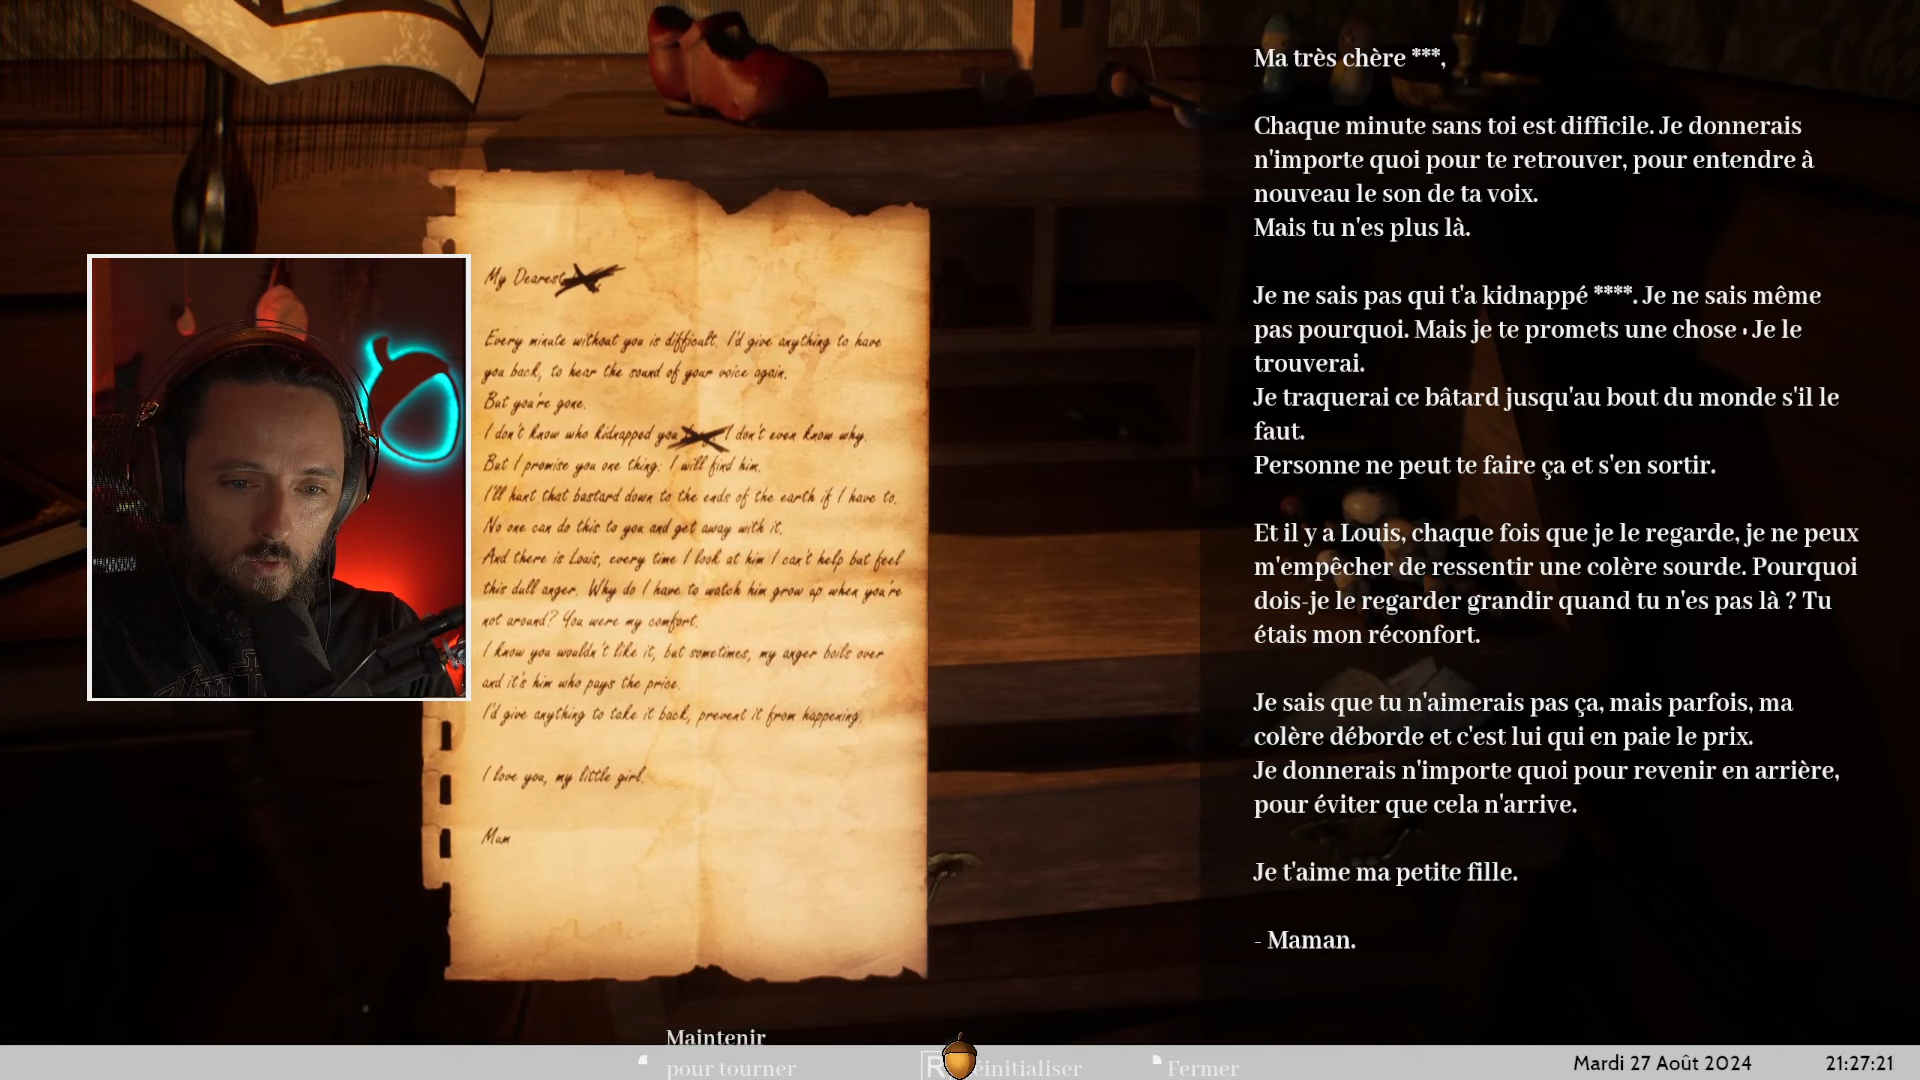 My Dearest
Every minute without you is difficult. I'd give anything to have
you back, to hear the sound of your voice again.
But you're gone.
I don't know who kidnapped you I don't even know why.
But I promise you one thing: I will find him.
I'll hunt that bastard down to the ends of the earth if I have to.
No one can do this to you and get away with it.
And there is Louis, every time I look at him I can't help but feel
this dull anger. Why do I have to watch him grow up when you're
not around? You were my comfort.
I know you wouldn't like it, but sometimes, my anger boils over
and it's him who pays the price.
I'd give anything to take it back, prevent it from happening.
I love you, my little girl.
Mum
Ma très chère ***,
Chaque minute sans toi est difficile. Je donnerais
n'importe quoi pour te retrouver, pour entendre à
nouveau le son de ta voix.
Mais tu n'es plus là.
Je ne sais pas qui t'a kidnappé ****. Je ne sais même
pas pourquoi. Mais je te promets une chose : Je le
trouverai.
Je traquerai ce bâtard jusqu'au bout du monde s'il le
faut.
Personne ne peut te faire ça et s'en sortir.
Et il y a Louis, chaque fois que je le regarde, je ne peux
m'empêcher de ressentir une colère sourde. Pourquoi
dois-je le regarder grandir quand tu n'es pas là ? Tu
étais mon réconfort.
Je sais que tu n'aimerais pas ça, mais parfois, ma
colère déborde et c'est lui qui en paie le prix.
Je donnerais n'importe quoi pour revenir en arrière,
pour éviter que cela n'arrive.
Je t'aime ma petite fille.
- Maman.
Maintenir
pour tourner
R éinitialiser
Fermer
Mardi 27 Août 2024
21:27:21